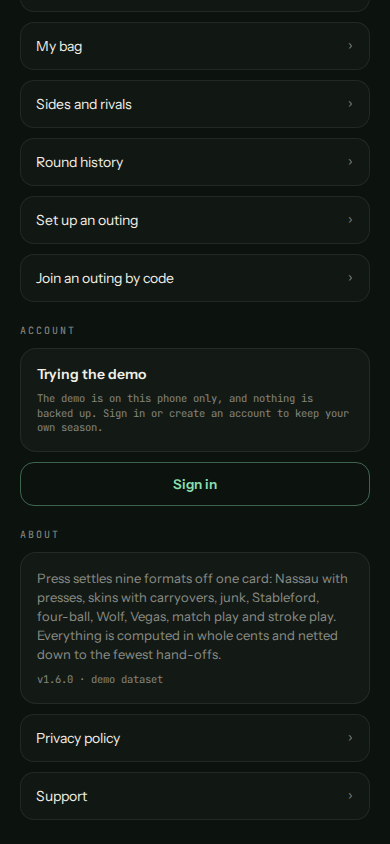 My bag
Sides and rivals
Round history
Set up an outing
Join an outing by code
ACCOUNT
Trying the demo
The demo is on this phone only, and nothing is
backed up. Sign in or create an account to keep your
own season.
Sign in
ABOUT
Press settles nine formats off one card: Nassau with
presses, skins with carryovers, junk, Stableford,
four-ball, Wolf, Vegas, match play and stroke play.
Everything is computed in whole cents and netted
down to the fewest hand-offs.
v1.6.0 · demo dataset
Privacy policy
Support